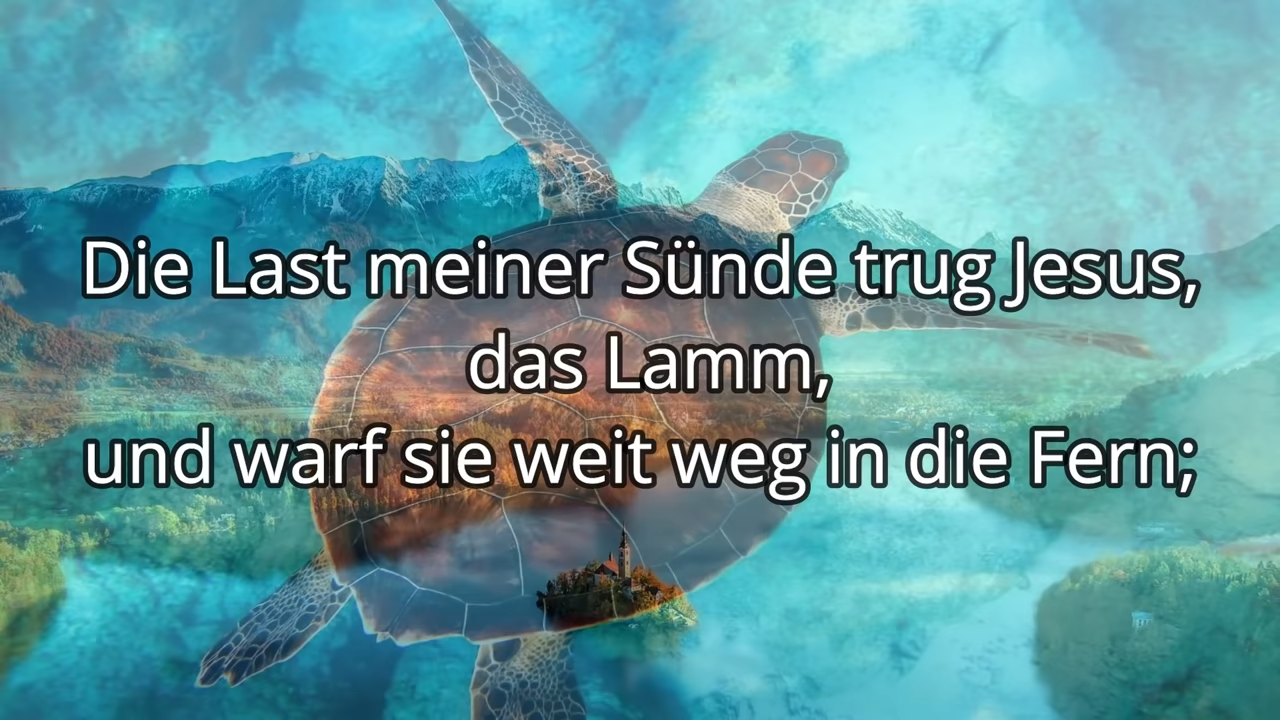 Die Last meiner Sünde trug Jesus,
das Lamm,
und warf sie weit weg in die Fern;